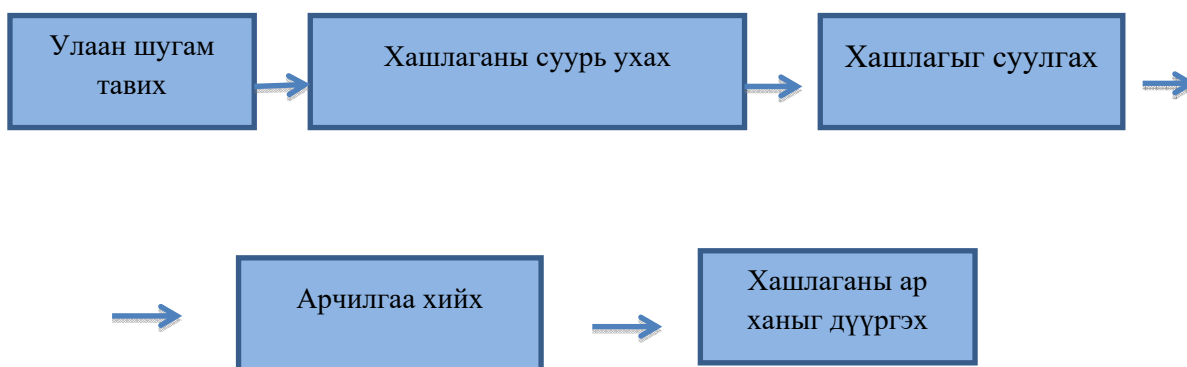 Улаан шугам
тавих
Хашлаганы суурь ухах
Хашлагыг суулгах
Арчилгаа хийх
Хашлаганы ар
ханыг дүүргэх